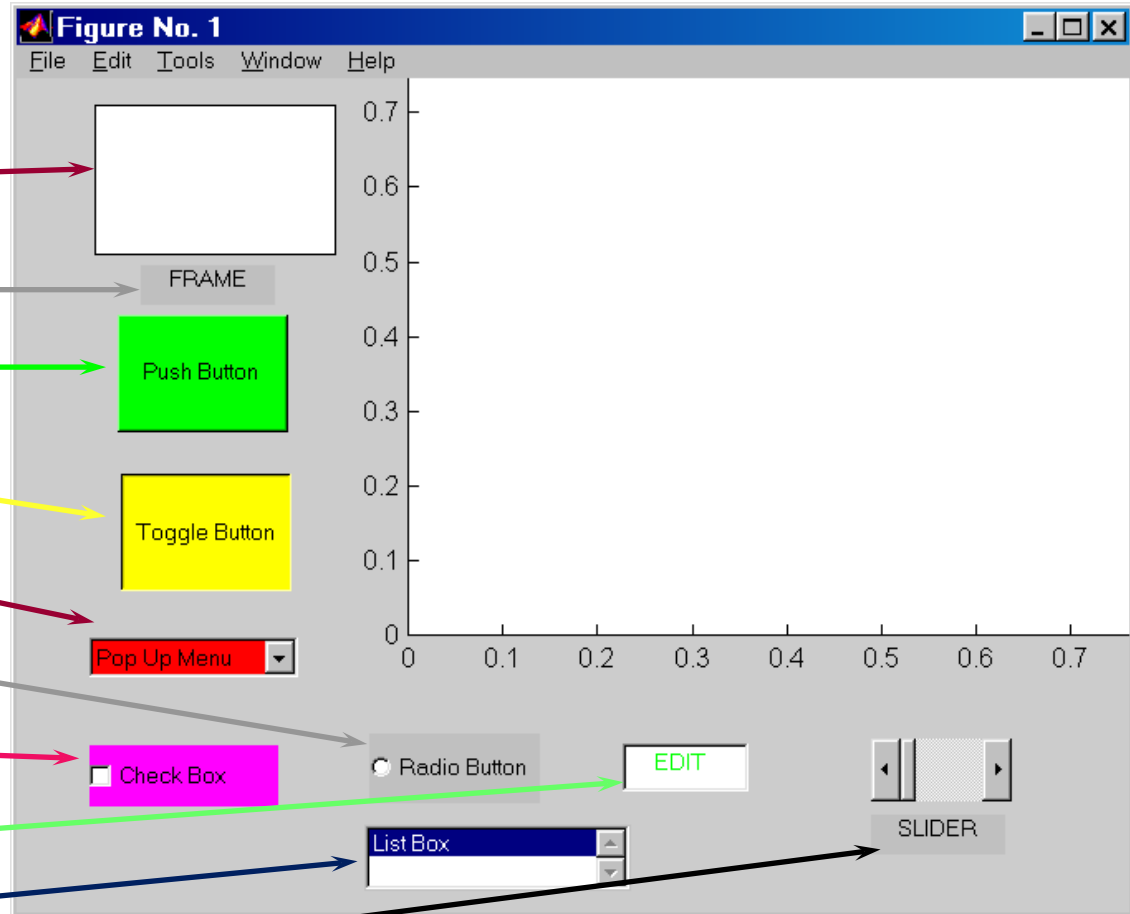 Figure No. 1
File Edit Tools Window Help
0.7
0.6
FRAME
0.5
Push Button
0.4
0.3
Toggle Button
0.2
0.1
Pop Up Menu
0
0 0.1 0.2 0.3 0.4 0.5 0.6 0.7
Check Box
Radio Button
EDIT
List Box
SLIDER